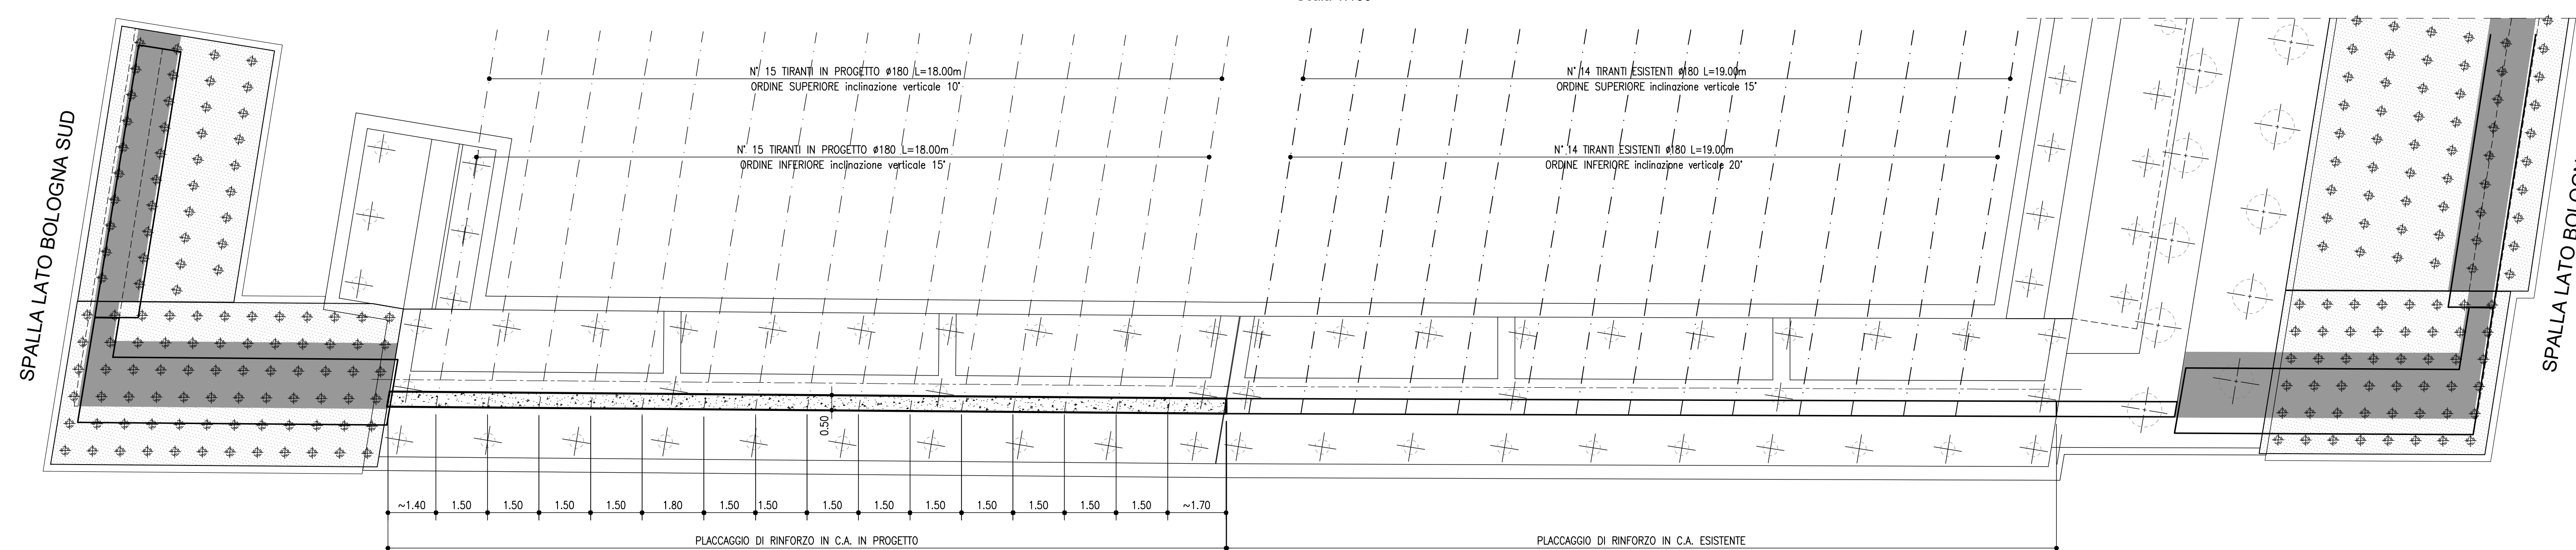 N° 15 TIRANTI IN PROGETTO ø180 L=18.00m
ORDINE SUPERIORE inclinazione verticale 10°
N° 14 TIRANTI ESISTENTI ø180 L=19.00m
ORDINE SUPERIORE inclinazione verticale 15°
N° 15 TIRANTI IN PROGETTO ø180 L=18.00m
ORDINE INFERIORE inclinazione verticale 15°
N° 14 TIRANTI ESISTENTI ø180 L=19.00m
ORDINE INFERIORE inclinazione verticale 20°
SPALLA LATO BOLOGNA SUD
SPALLA LATO BOLOGN
0.50
~1.40 1.50 1.50 1.50 1.50 1.80 1.50 1.50 1.50 1.50 1.50 1.50 1.50 1.50 1.50 ~1.70
PLACCAGGIO DI RINFORZO IN C.A. IN PROGETTO
PLACCAGGIO DI RINFORZO IN C.A. ESISTENTE